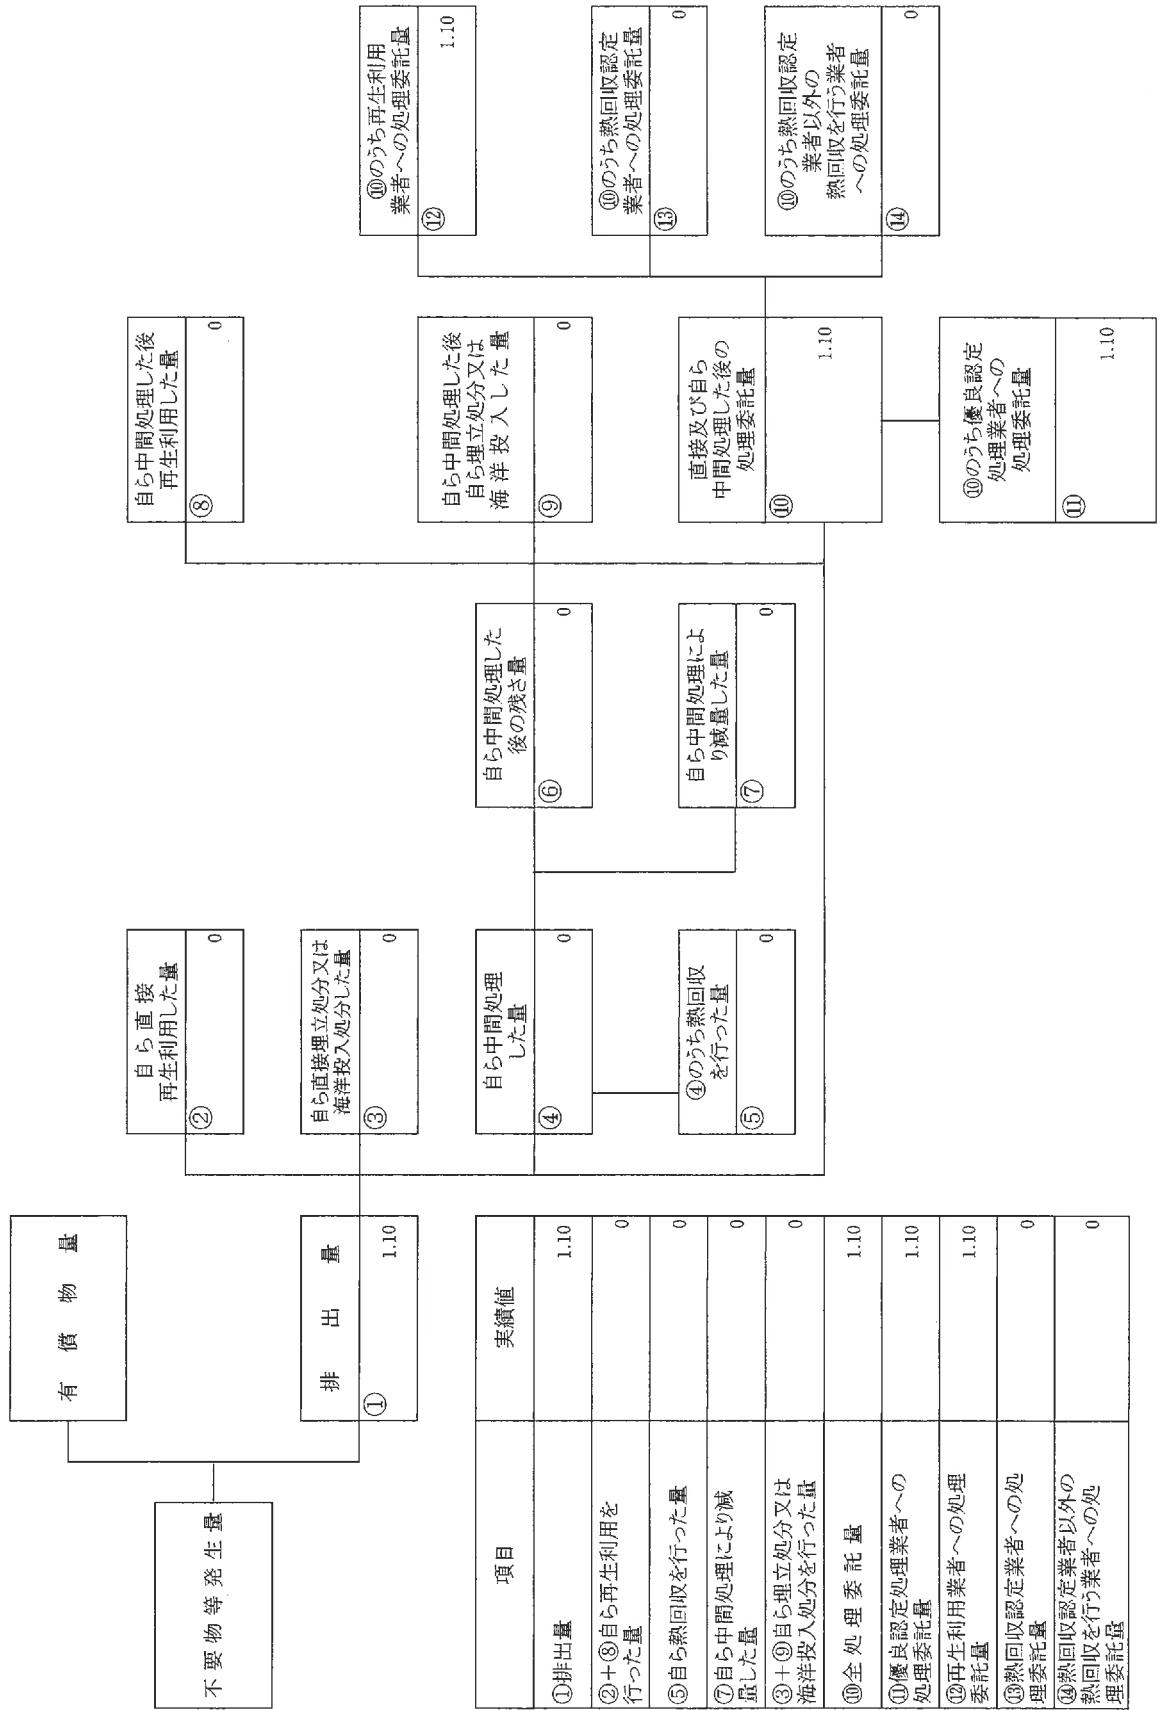 不要物等発生量
有償物量
排出量
①
1.10
自ら直接
再生利用した量
②
0
自ら直接埋立処分又は
海洋投入処分した量
③
0
自ら中間処理
した量
④
0
④のうち熱回収
を行った量
⑤
0
自ら中間処理した
後の残さ量
⑥
0
自ら中間処理によ
り減量した量
⑦
0
自ら中間処理した後
再生利用した量
⑧
0
自ら中間処理した後
自ら埋立処分又は
海洋投入した量
⑨
0
直接及び自ら
中間処理した後の
処理委託量
⑩
1.10
⑩のうち優良認定
処理業者への
処理委託量
⑪
1.10
⑩のうち再生利用
業者への処理委託量
⑫
1.10
⑩のうち熱回収認定
業者への処理委託量
⑬
0
⑩のうち熱回収認定
業者以外の
熱回収を行う業者
への処理委託量
⑭
0
項目 実績値
①排出量 1.10
②+⑧自ら再生利用を
行った量 0
⑤自ら熱回収を行った量 0
⑦自ら中間処理により減
量した量 0
③+⑨自ら埋立処分又は
海洋投入処分を行った量 0
⑩全処理委託量 1.10
⑪優良認定処理業者への
処理委託量 1.10
⑫再生利用業者への処理
委託量 1.10
⑬熱回収認定業者への処
理委託量 0
⑭熱回収認定業者以外の
熱回収を行う業者への処
理委託量 0